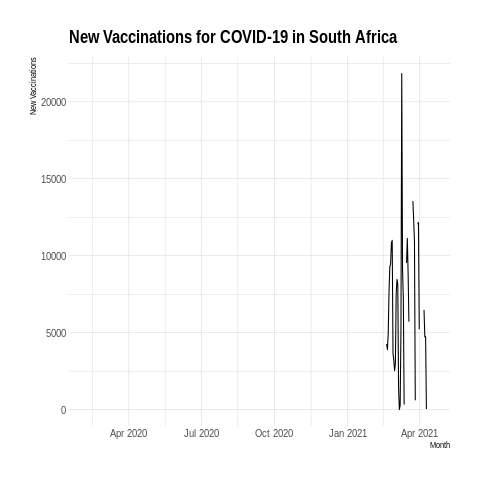 New Vaccinations for COVID-19 in South Africa
New Vaccinations
20000
15000
10000
5000
0
Apr 2020 Jul 2020 Oct 2020 Jan 2021 Apr 2021
Month